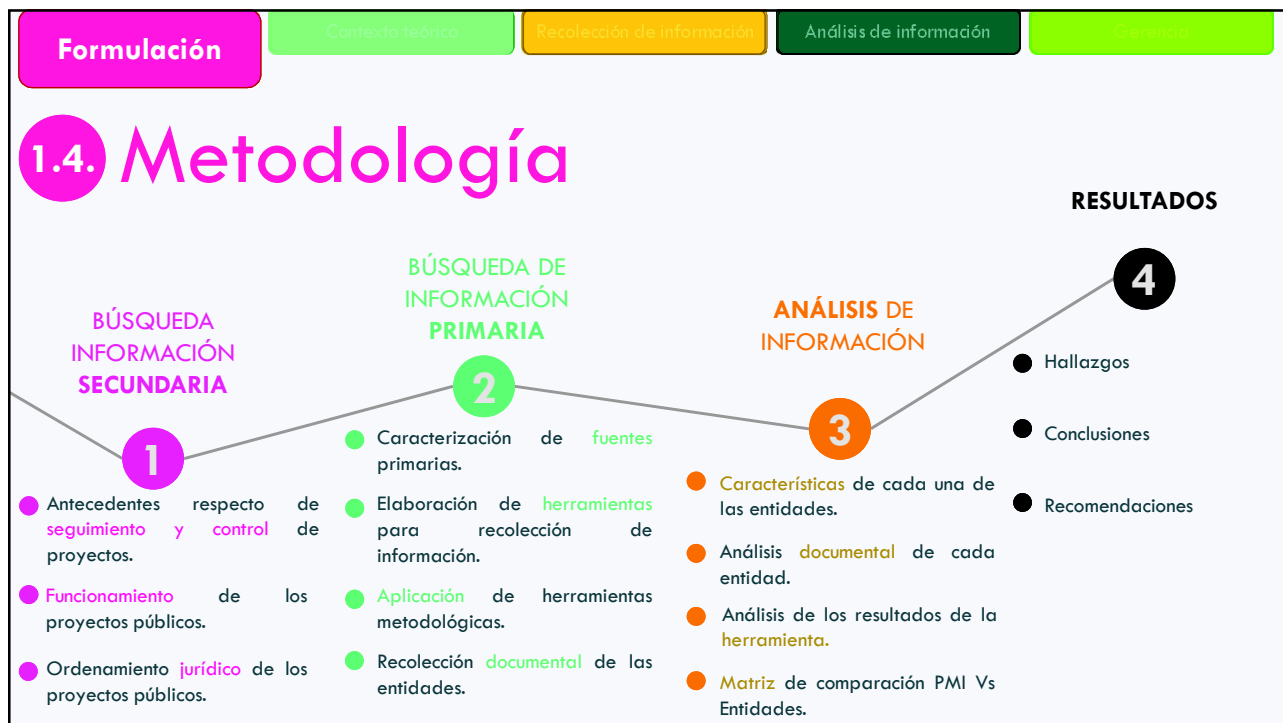 Formulación
Contexto teórico
Recolección de información
Análisis de información
Gerencia
1.4. Metodología
BÚSQUEDA
INFORMACIÓN
SECUNDARIA
1
Antecedentes respecto de
seguimiento y control de
proyectos.
Funcionamiento de los
proyectos públicos.
Ordenamiento jurídico de los
proyectos públicos.
BÚSQUEDA DE
INFORMACIÓN
PRIMARIA
2
Caracterización de fuentes
primarias.
Elaboración de herramientas
para recolección de
información.
Aplicación de herramientas
metodológicas.
Recolección documental de las
entidades.
ANÁLISIS DE
INFORMACIÓN
3
Características de cada una de
las entidades.
Análisis documental de cada
entidad.
Análisis de los resultados de la
herramienta.
Matriz de comparación PMI Vs
Entidades.
RESULTADOS
4
Hallazgos
Conclusiones
Recomendaciones